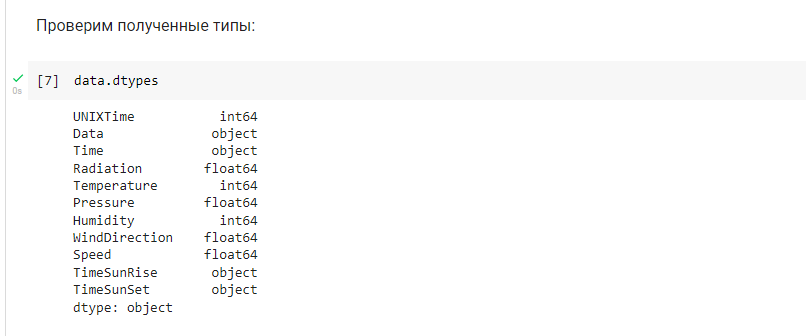 Проверим полученные типы:
[7] data.dtypes
0s
UNIXTime int64
Data object
Time object
Radiation float64
Temperature int64
Pressure float64
Humidity int64
WindDirection float64
Speed float64
TimeSunRise object
TimeSunSet object
dtype: object